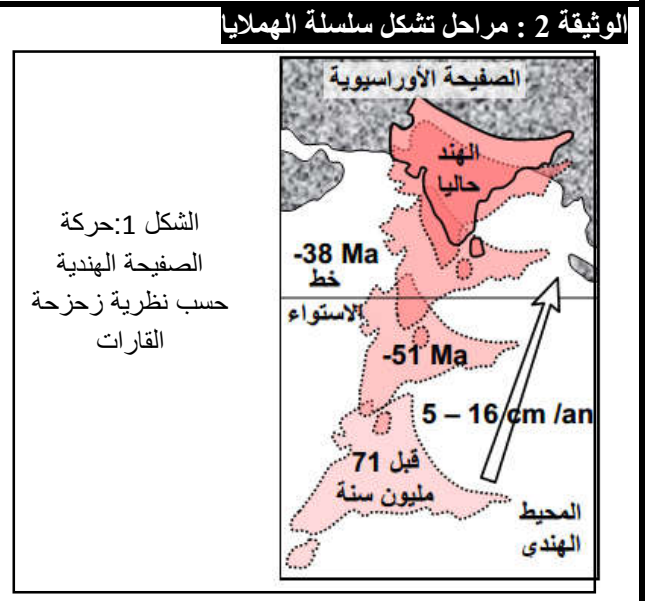 الوثيقة 2 : مراحل تشكل سلسلة الهملايا
الصفيحة الأوراسيوية
الهند
حاليا
الشكل 1:حركة
الصفيحة الهندية
حسب نظرية زحزحة
القارات
-38 Ma
خط
الاستواء
-51 Ma
5 – 16 cm /an
قبل 71
مليون سنة
المحيط
الهندى